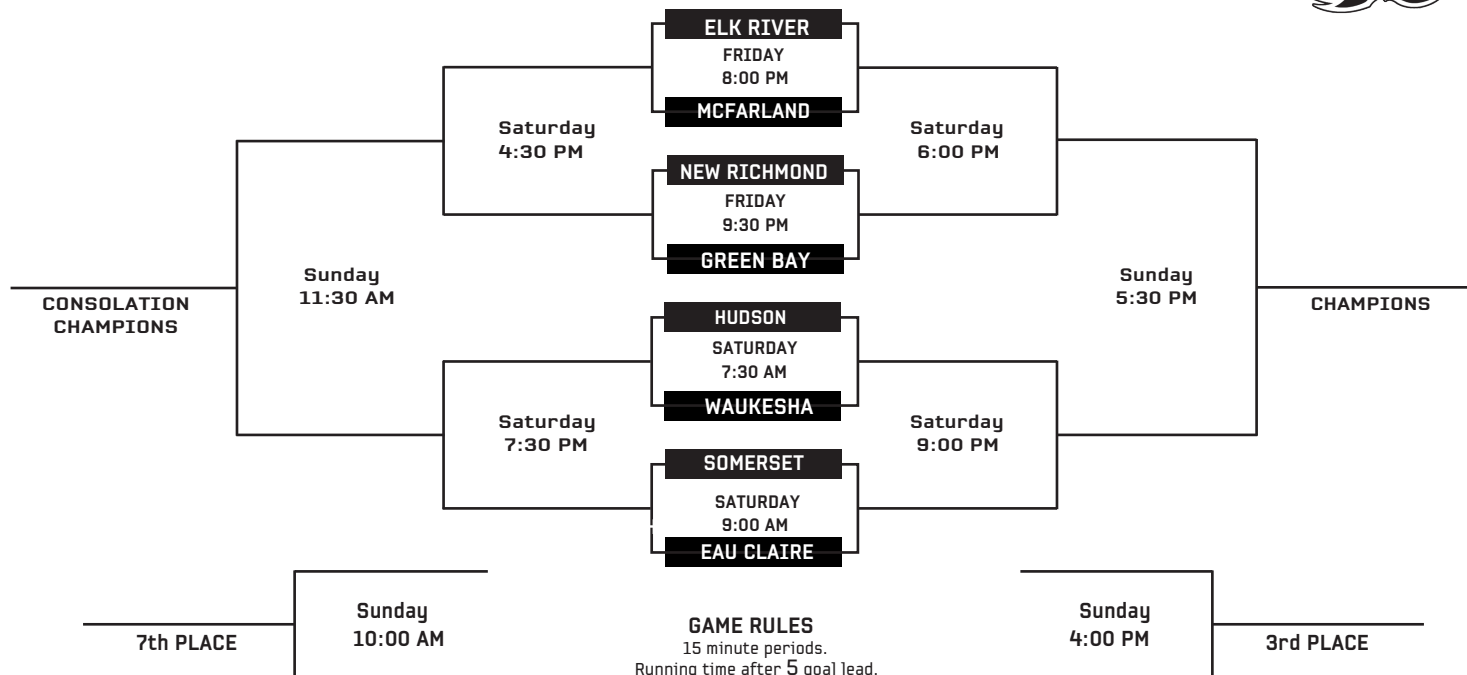 ELK RIVER
FRIDAY
8:00 PM
MCFARLAND
Saturday
4:30 PM
Saturday
6:00 PM
NEW RICHMOND
FRIDAY
9:30 PM
GREEN BAY
Sunday
11:30 AM
Sunday
5:30 PM
CONSOLATION
CHAMPIONS
CHAMPIONS
HUDSON
SATURDAY
7:30 AM
WAUKESHA
Saturday
7:30 PM
Saturday
9:00 PM
SOMERSET
SATURDAY
9:00 AM
EAU CLAIRE
Sunday
10:00 AM
7th PLACE
GAME RULES
15 minute periods.
Running time after 5 goal lead.
Sunday
4:00 PM
3rd PLACE